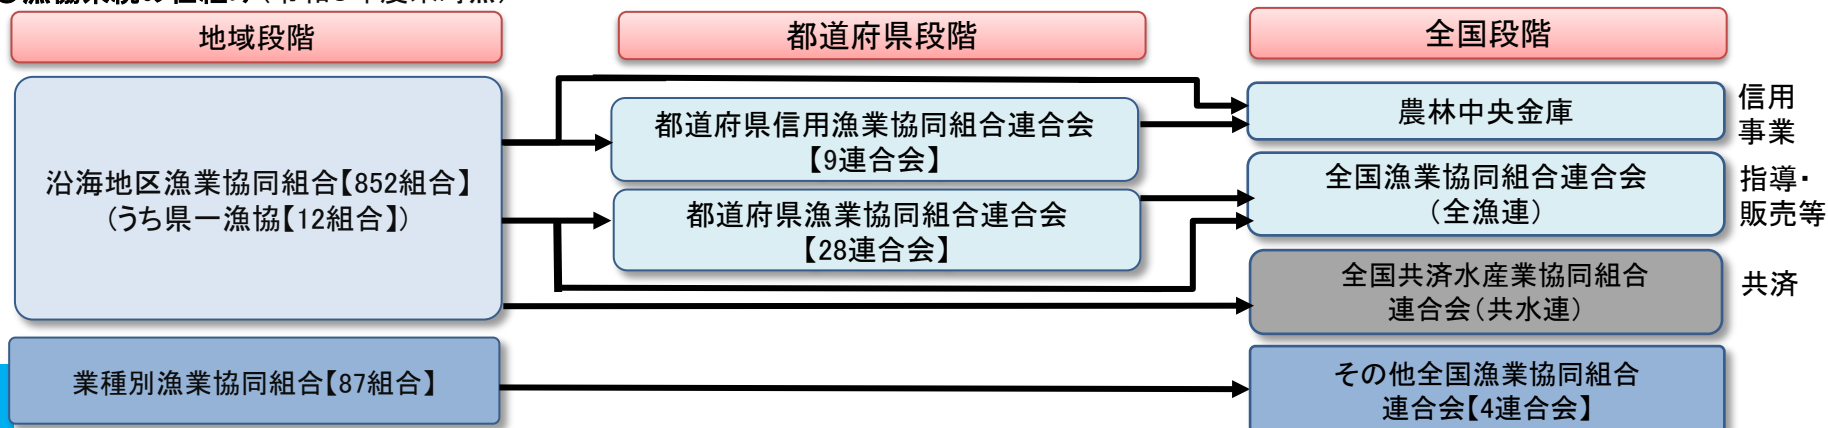 地域段階
都道府県段階
全国段階
沿海地区漁業協同組合【852組合】
(うち県一漁協【12組合】)
都道府県信用漁業協同組合連合会
【9連合会】
都道府県漁業協同組合連合会
【28連合会】
農林中央金庫
信用
事業
全国漁業協同組合連合会
(全漁連)
指導・
販売等
全国共済水産業協同組合
連合会(共水連)
共済
業種別漁業協同組合【87組合】
その他全国漁業協同組合
連合会【4連合会】